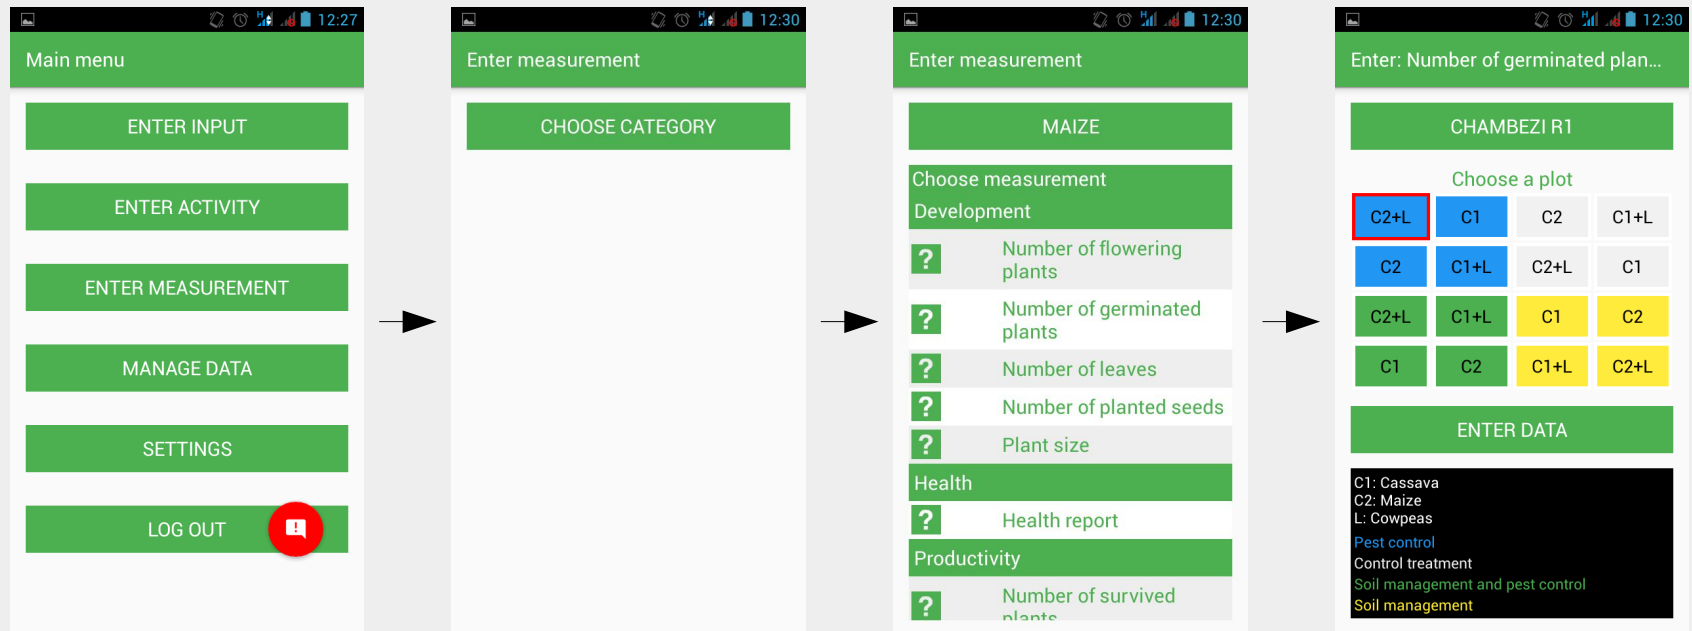 H 12:27
Main menu
ENTER INPUT
ENTER ACTIVITY
ENTER MEASUREMENT
MANAGE DATA
SETTINGS
LOG OUT
H 12:30
Enter measurement
CHOOSE CATEGORY
H 12:30
Enter measurement
MAIZE
Choose measurement
Development
? Number of flowering
plants
? Number of germinated
plants
? Number of leaves
? Number of planted seeds
? Plant size
Health
? Health report
Productivity
? Number of survived
plants
H 12:30
Enter: Number of germinated plan...
CHAMBEZI R1
Choose a plot
C2+L C1 C2 C1+L
C2 C1+L C2+L C1
C2+L C1+L C1 C2
C1 C2 C1+L C2+L
ENTER DATA
C1: Cassava
C2: Maize
L: Cowpeas
Pest control
Control treatment
Soil management and pest control
Soil management